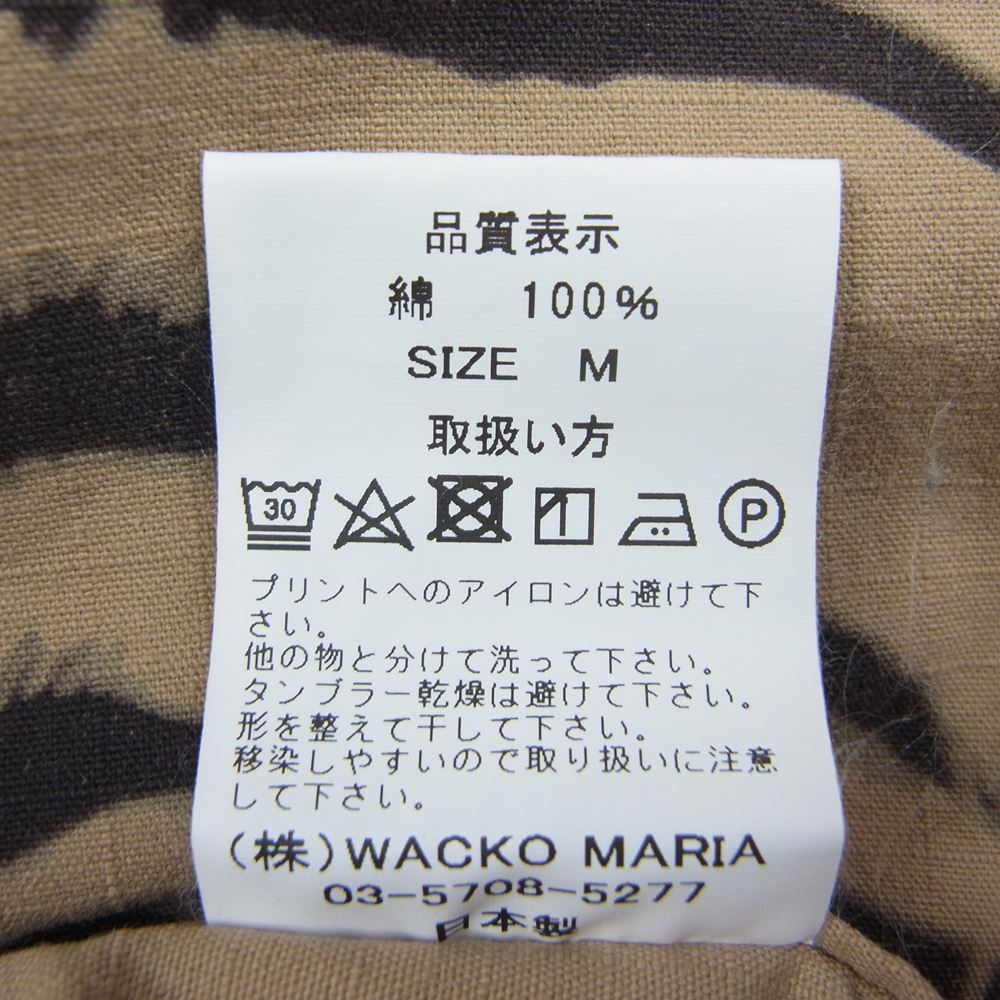 品質表示
綿 100%
SIZE M
取扱い方
30 P
プリントへのアイロンは避けて下
さい。
他の物と分けて洗って下さい。
タンブラー乾燥は避けて下さい。
形を整えて干して下さい。
移染しやすいので取り扱いに注意
して下さい。
(株)WACKO MARIA
03-5708-5277
日本製